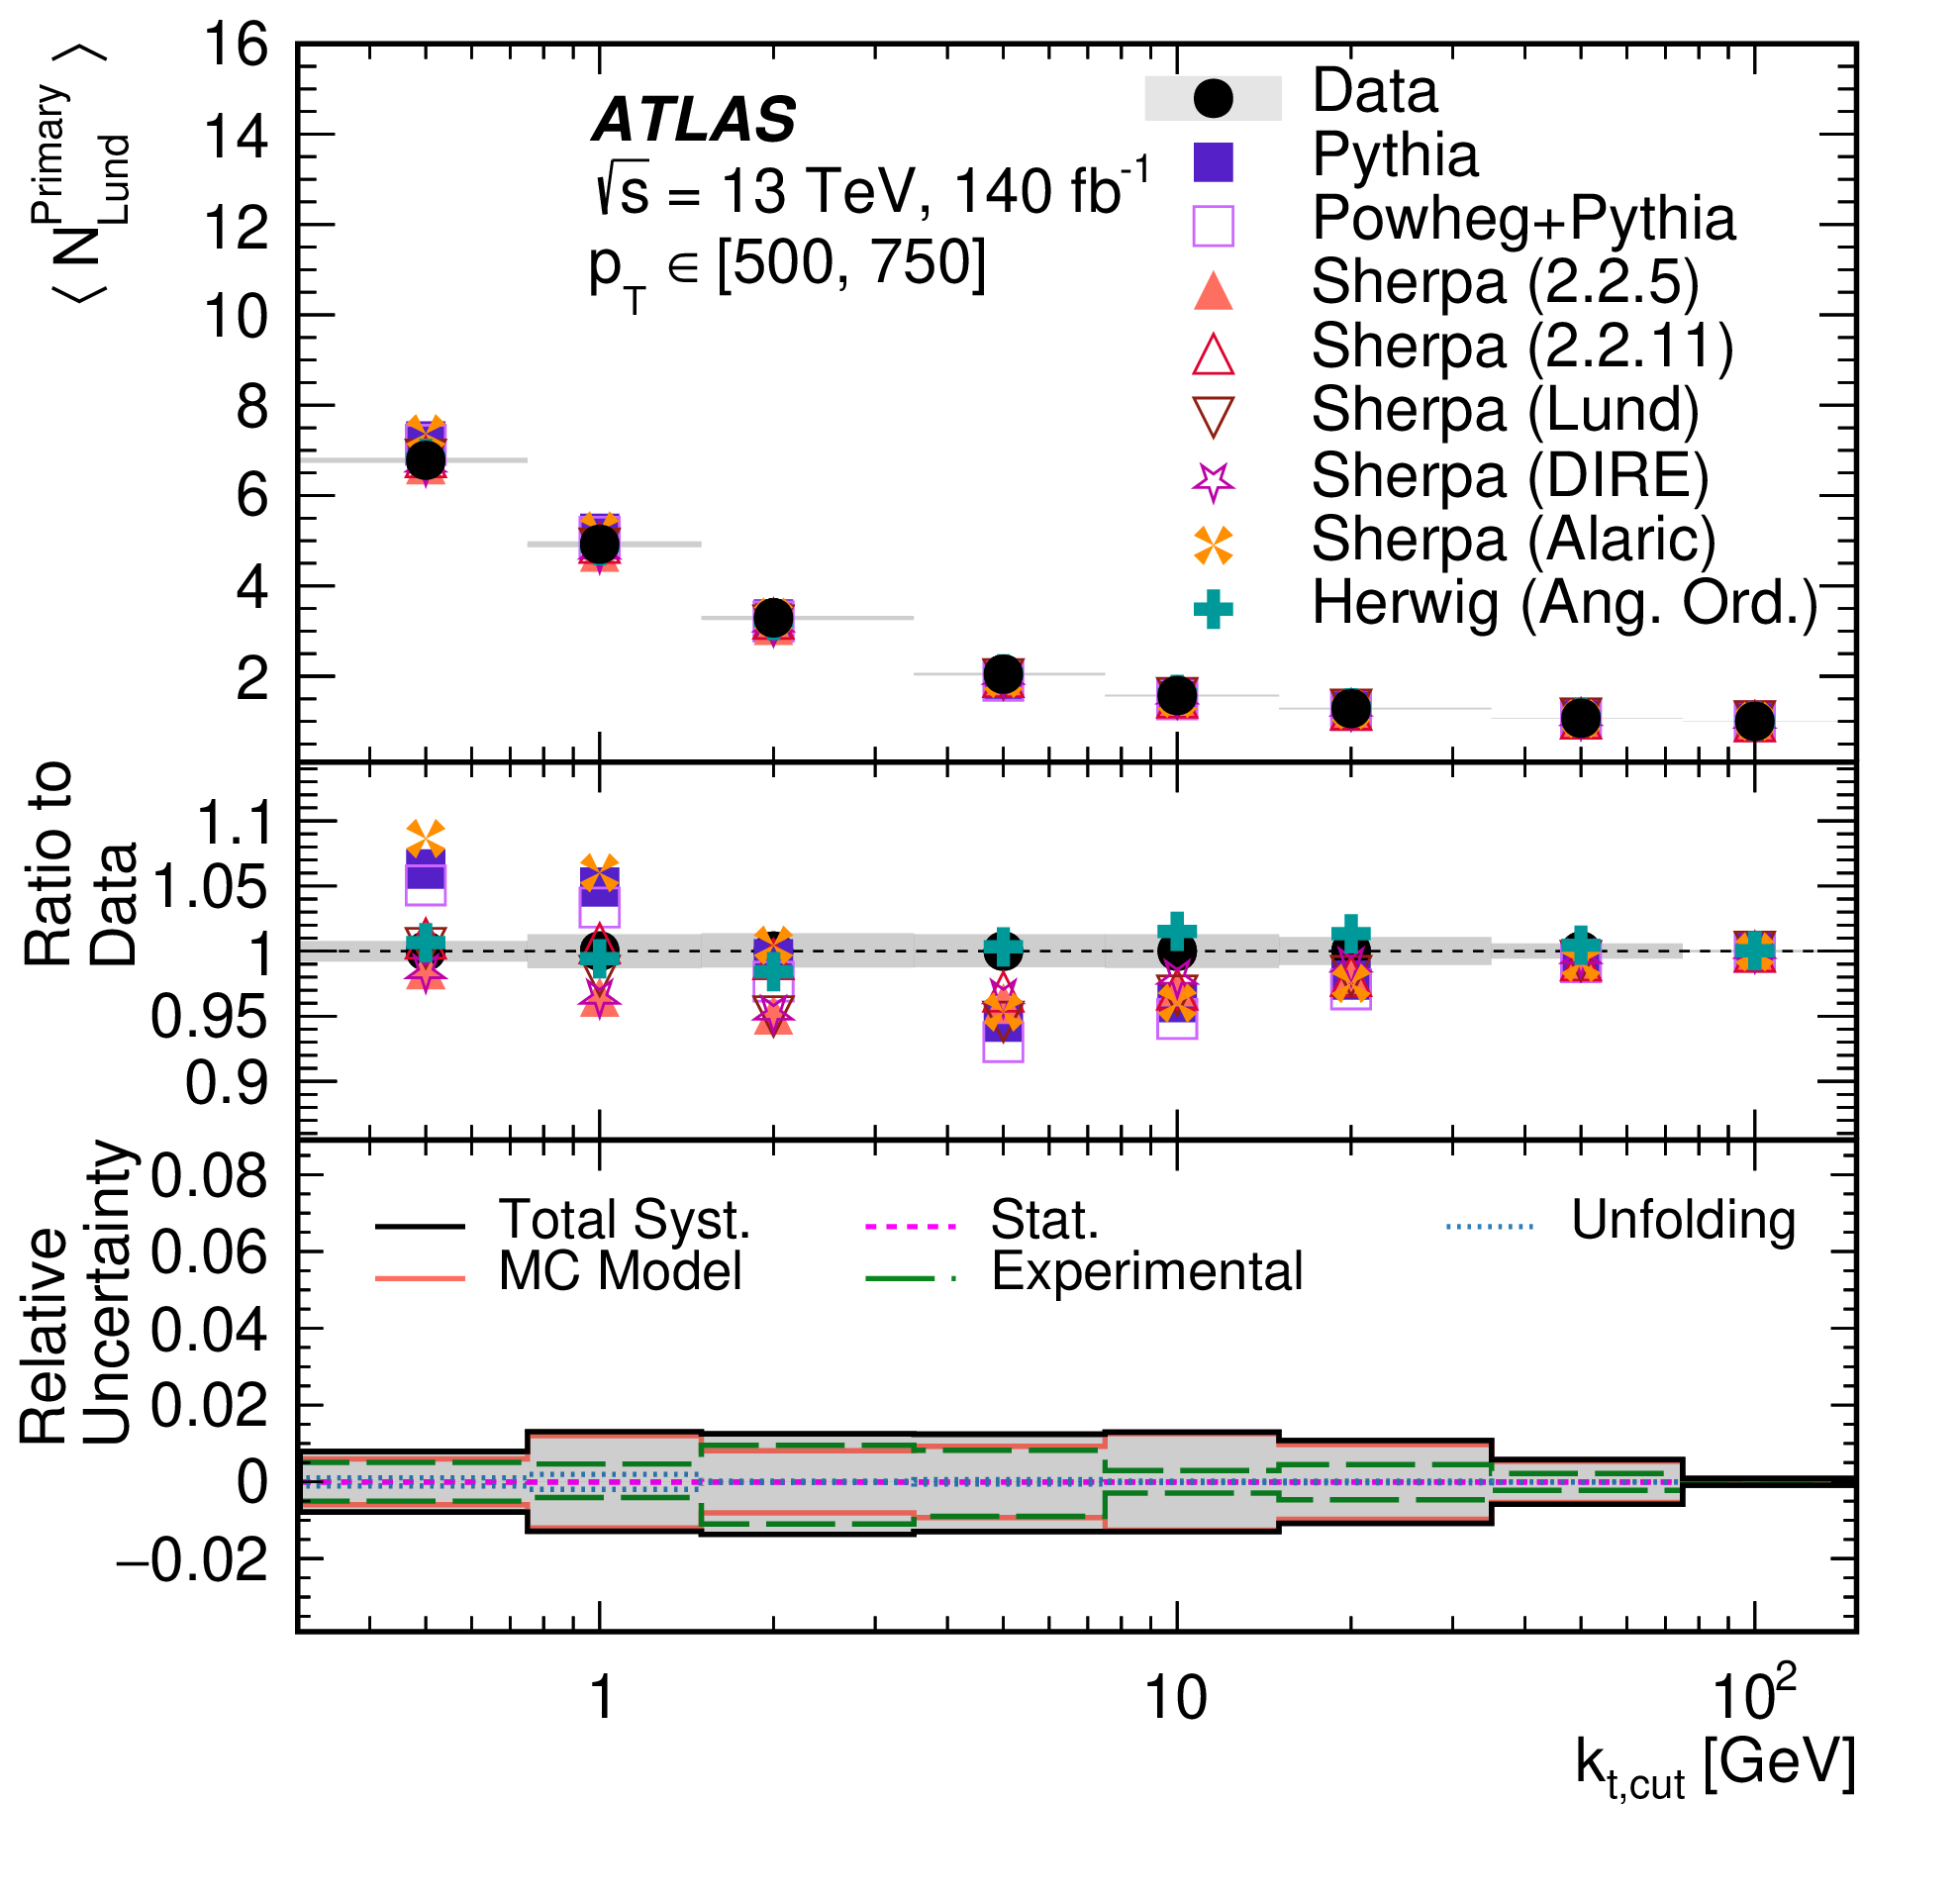 ⟨ N Primary Lund ⟩
16
14
12
10
8
6
4
2
ATLAS
√s = 13 TeV, 140 fb-1
pT ∈ [500, 750]
Data
Pythia
Powheg+Pythia
Sherpa (2.2.5)
Sherpa (2.2.11)
Sherpa (Lund)
Sherpa (DIRE)
Sherpa (Alaric)
Herwig (Ang. Ord.)
Ratio to
Data
1.1
1.05
1
0.95
0.9
Relative
Uncertainty
0.08
0.06
0.04
0.02
0
−0.02
Total Syst.
Stat.
Unfolding
MC Model
Experimental
1
10
10²
kt,cut [GeV]